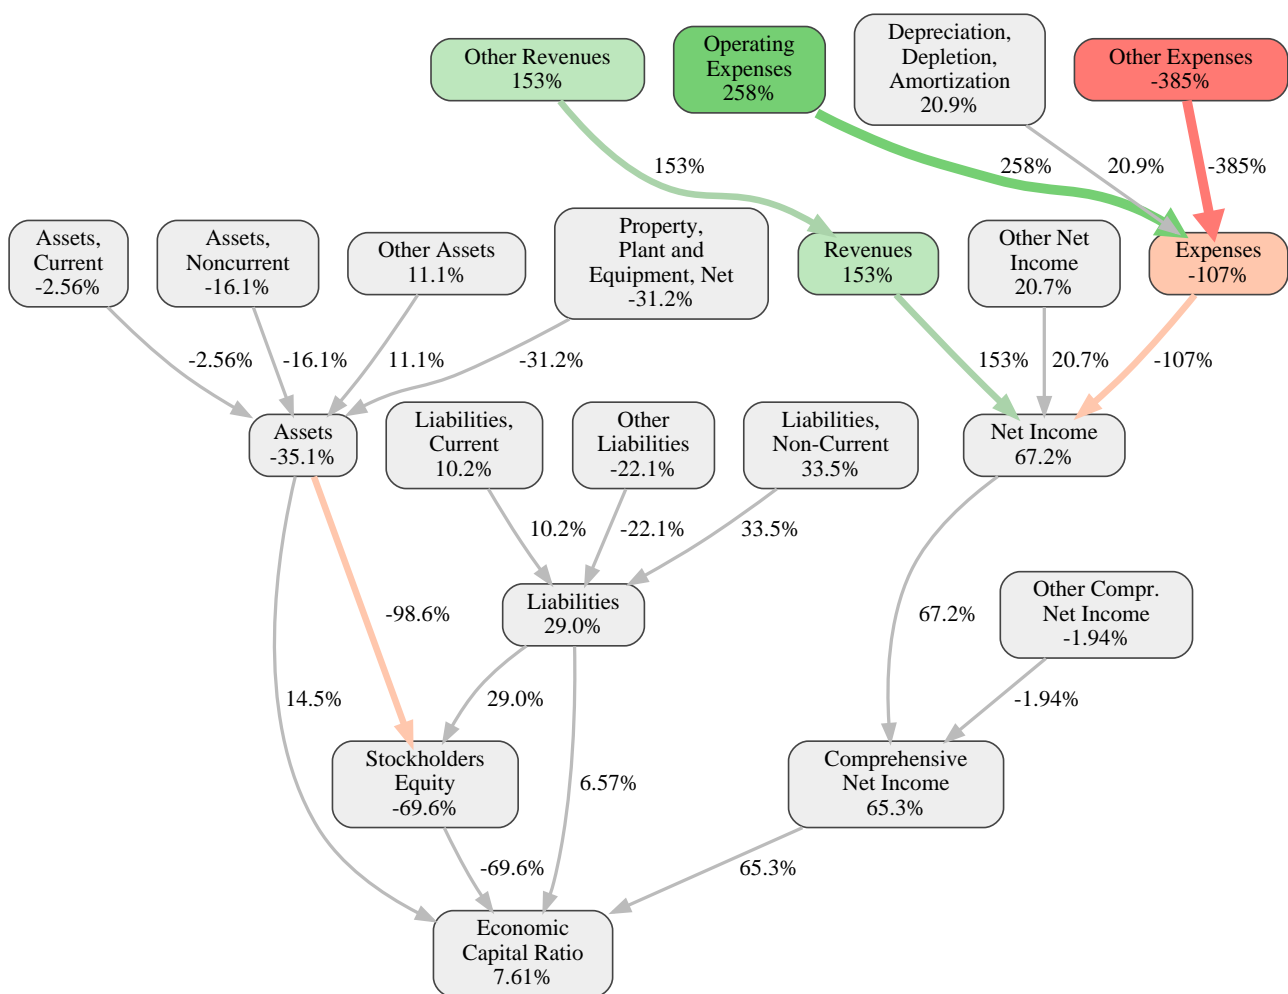 Other Revenues
153%
Operating
Expenses
258%
Depreciation,
Depletion,
Amortization
20.9%
Other Expenses
-385%
153%
258%
20.9%
-385%
Assets,
Current
-2.56%
Assets,
Noncurrent
-16.1%
Other Assets
11.1%
Property,
Plant and
Equipment, Net
-31.2%
Revenues
153%
Other Net
Income
20.7%
Expenses
-107%
-2.56%
-16.1%
11.1%
-31.2%
153%
20.7%
-107%
Assets
-35.1%
Liabilities,
Current
10.2%
Other
Liabilities
-22.1%
Liabilities,
Non-Current
33.5%
Net Income
67.2%
10.2%
-22.1%
33.5%
Liabilities
29.0%
-98.6%
67.2%
Other Compr.
Net Income
-1.94%
14.5%
29.0%
-1.94%
Stockholders
Equity
-69.6%
6.57%
Comprehensive
Net Income
65.3%
-69.6%
65.3%
Economic
Capital Ratio
7.61%